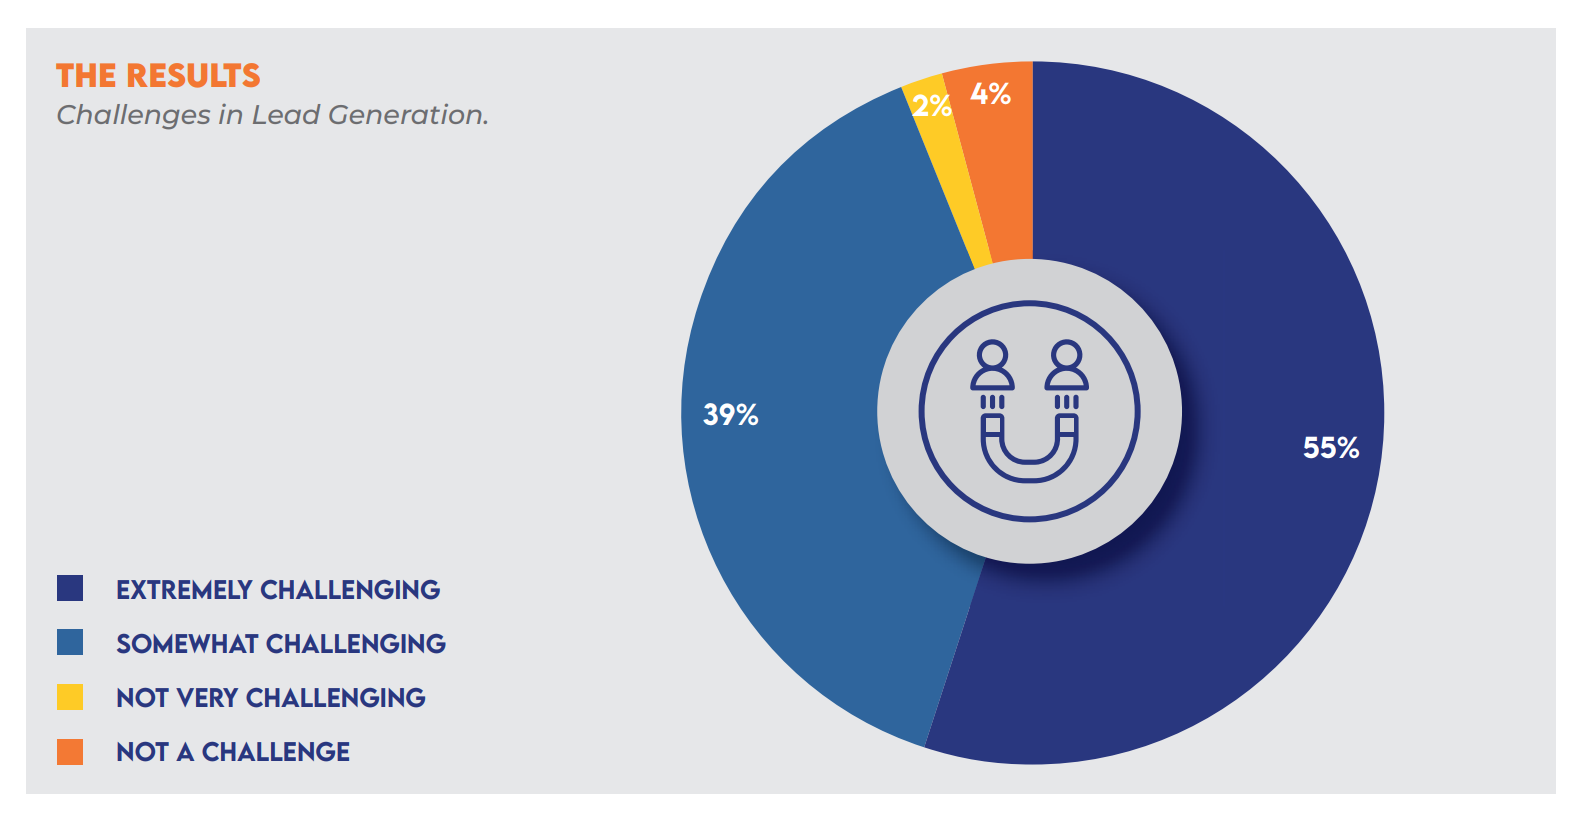 THE RESULTS
Challenges in Lead Generation.
2%
4%
39%
55%
EXTREMELY CHALLENGING
SOMEWHAT CHALLENGING
NOT VERY CHALLENGING
NOT A CHALLENGE